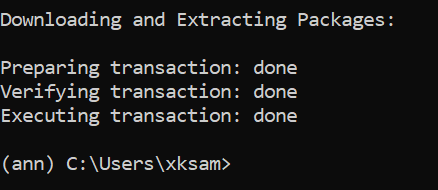 Downloading and Extracting Packages:
Preparing transaction: done
Verifying transaction: done
Executing transaction: done
(ann) C:\Users\xksam>